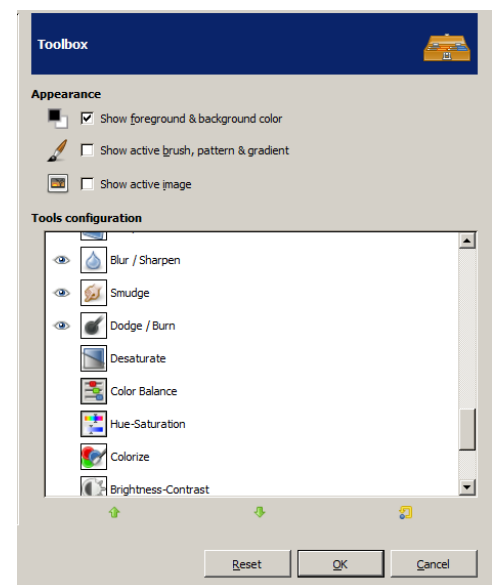 Toolbox
Appearance
Show foreground & background color
Show active brush, pattern & gradient
Show active image
Tools configuration
Blur / Sharpen
Smudge
Dodge / Burn
Desaturate
Color Balance
Hue-Saturation
Colorize
Brightness-Contrast
Reset OK Cancel